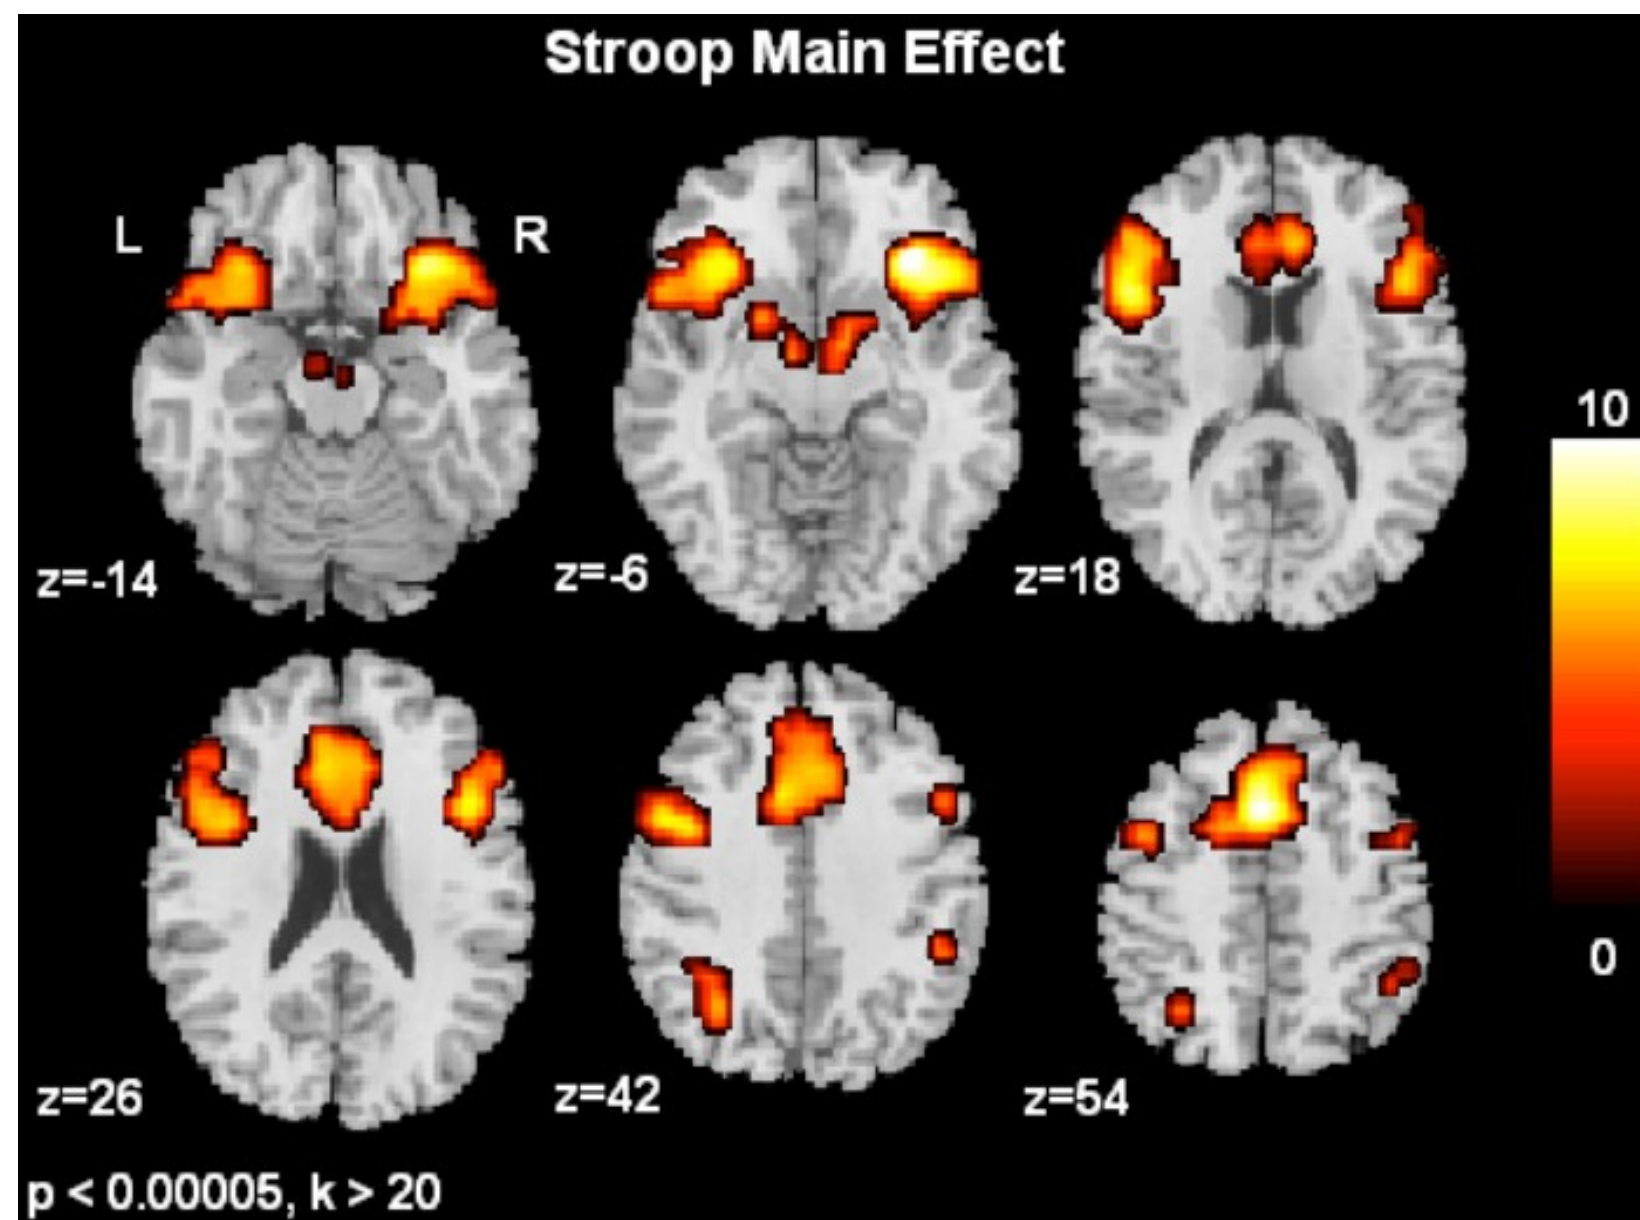 Stroop Main Effect
L
R
z=-14
z=-6
z=18
10
z=26
z=42
z=54
0
p < 0.00005, k > 20